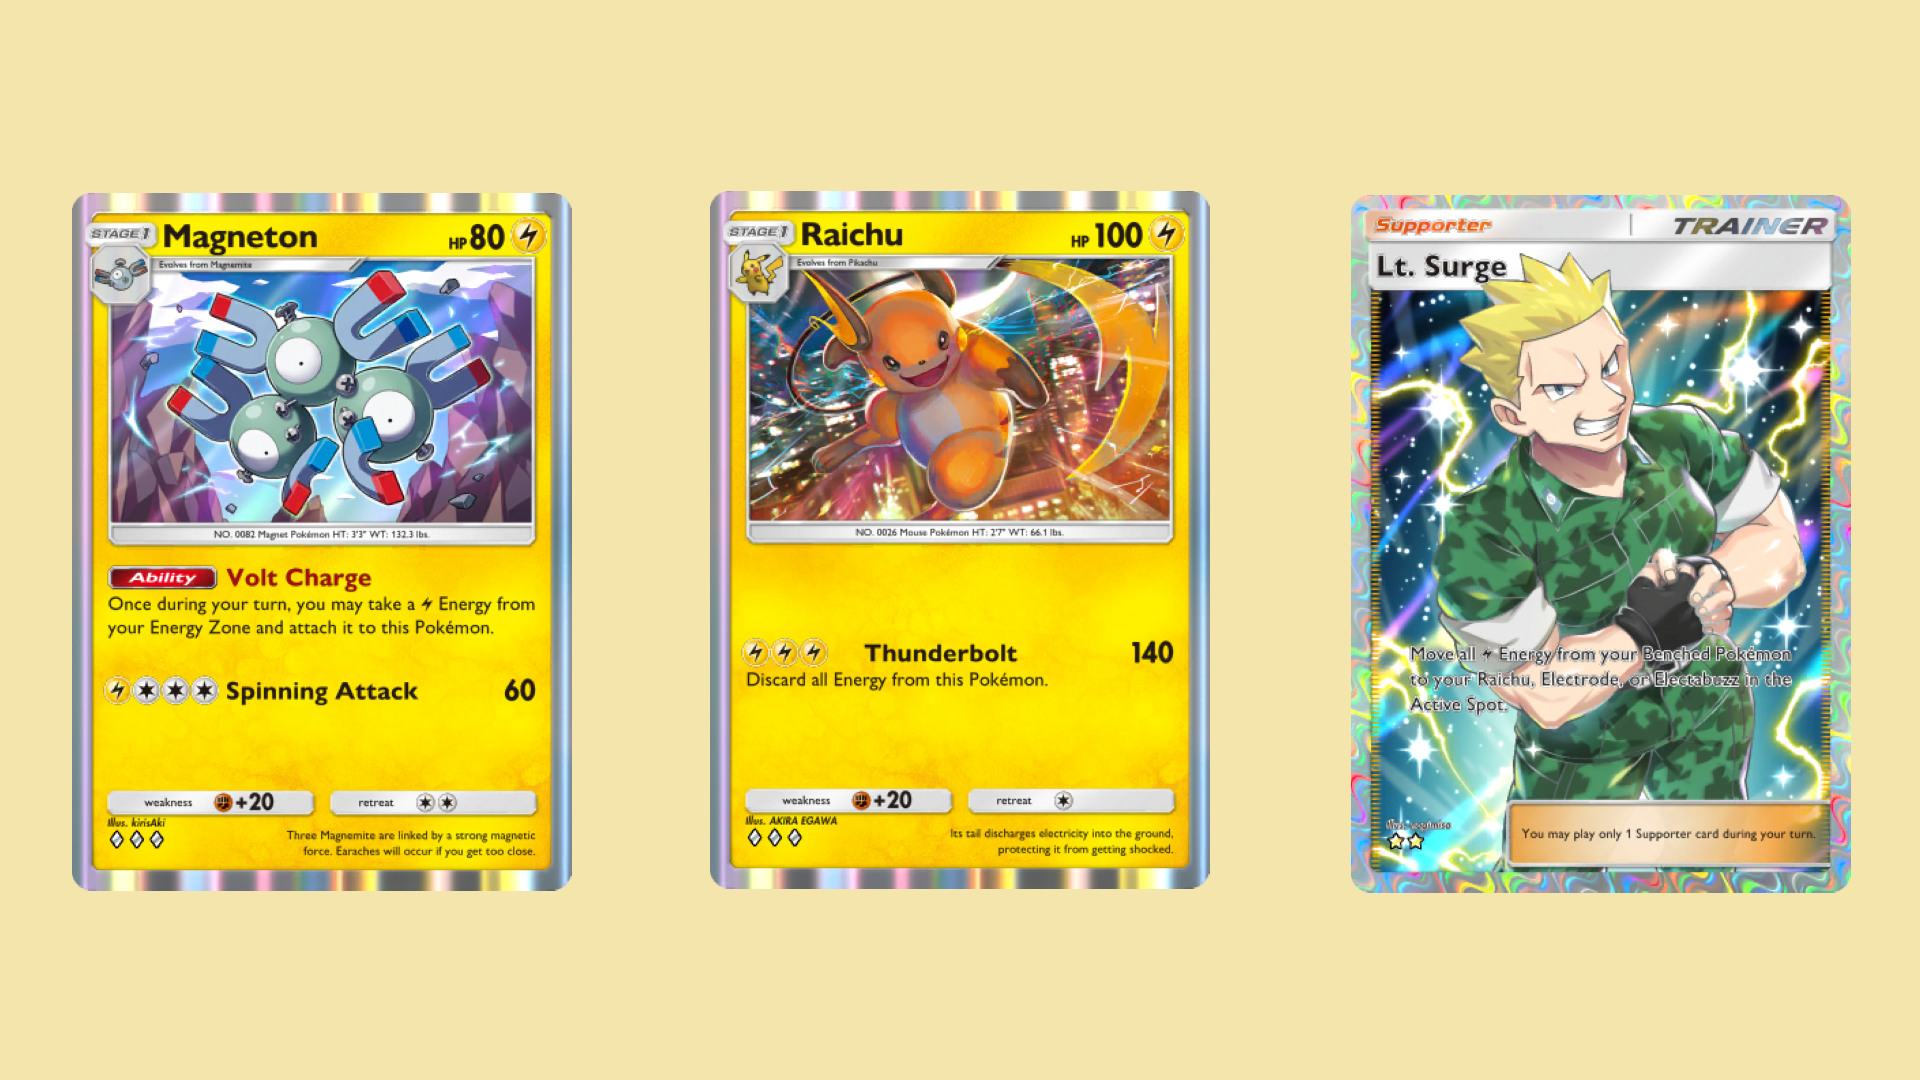 STAGE 1 Magneton HP 80
Evolves from Magnemite
NO. 0082 Magnet Pokémon HT: 3'3" WT: 132.3 lbs.
Ability Volt Charge
Once during your turn, you may take a Energy from
your Energy Zone and attach it to this Pokémon.
Spinning Attack 60
weakness +20 retreat
Illus. kirisAki
Three Magnemite are linked by a strong magnetic
force. Earaches will occur if you get too close.
STAGE 1 Raichu HP 100
Evolves from Pikachu
NO. 0026 Mouse Pokémon HT: 2'7" WT: 66.1 lbs.
Thunderbolt 140
Discard all Energy from this Pokémon.
weakness +20 retreat
Illus. AKIRA EGAWA
Its tail discharges electricity into the ground,
protecting it from getting shocked.
Supporter TRAINER
Lt. Surge
Move all Energy from your Benched Pokémon
to your Raichu, Electrode, or Electabuzz in the
Active Spot.
Illus.
You may play only 1 Supporter card during your turn.